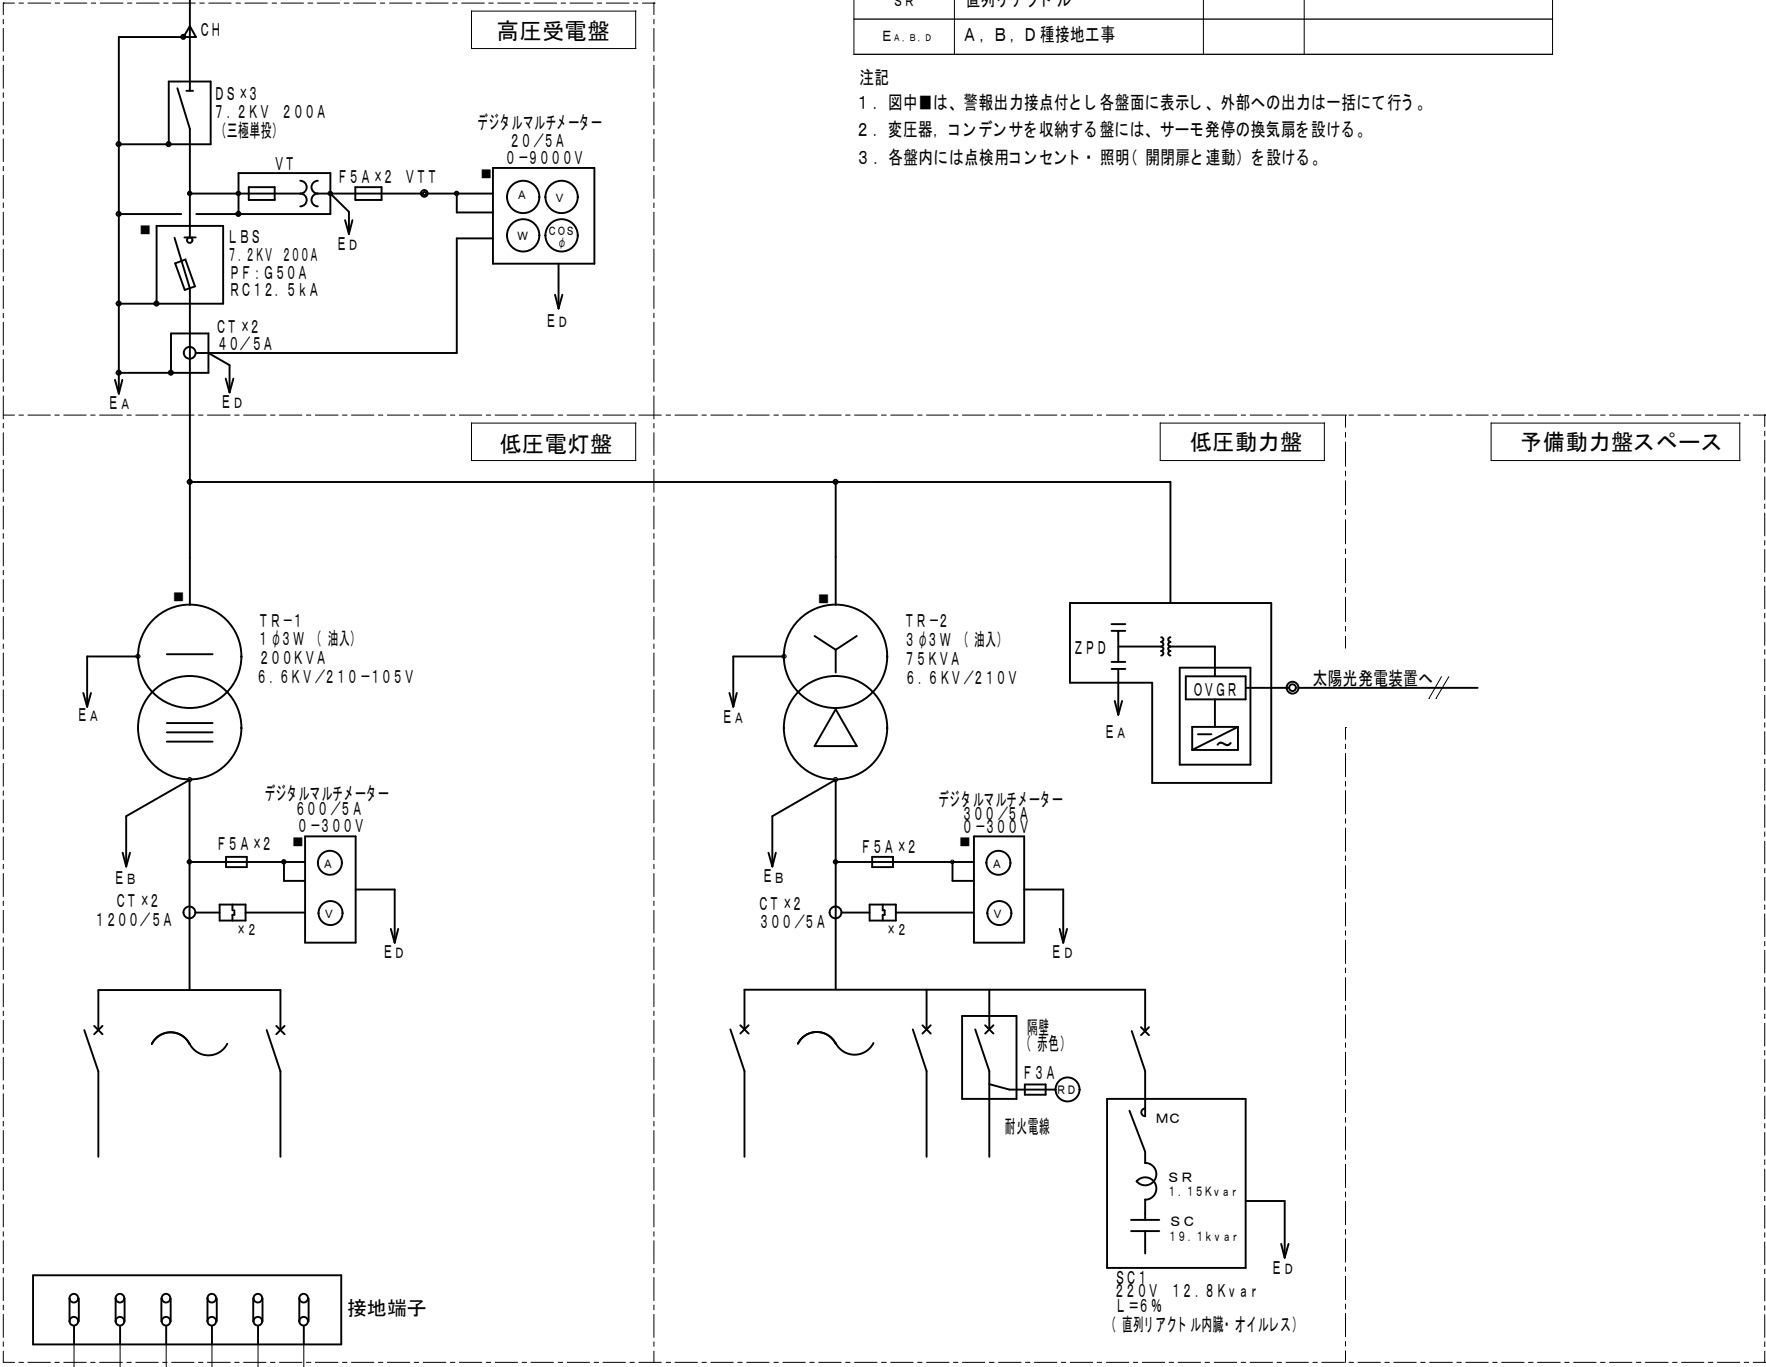 SR 直列リアクトル
EA.B.D A, B, D種接地工事
注記
1. 図中■は、警報出力接点付とし各盤面に表示し、外部への出力は一括にて行う。
2. 変圧器, コンデンサを収納する盤には、サーモ発停の換気扇を設ける。
3. 各盤内には点検用コンセント・照明(開閉扉と連動)を設ける。
高圧受電盤
CH
DS×3
7.2KV 200A
(三極単投)
VT
F5A×2 VTT
デジタルマルチメーター
20/5A
0-9000V
A V
W COSφ
ED
ED
LBS
7.2KV 200A
PF:G50A
RC12.5kA
CT×2
40/5A
EA
ED
低圧電灯盤
低圧動力盤
予備動力盤スペース
TR-1
1φ3W (油入)
200KVA
6.6KV/210-105V
EA
EB
デジタルマルチメーター
600/5A
0-300V
F5A×2
A
V
CT×2
1200/5A
×2
ED
TR-2
3φ3W (油入)
75KVA
6.6KV/210V
EA
EB
デジタルマルチメーター
300/5A
0-300V
F5A×2
A
V
CT×2
300/5A
×2
ED
ZPD
EA
OVGR
太陽光発電装置へ
隔壁
(赤色)
F3A
RD
耐火電線
MC
SR
1.15Kvar
SC
19.1kvar
ED
SC1
220V 12.8Kvar
L=6%
(直列リアクトル内臓・オイルレス)
接地端子